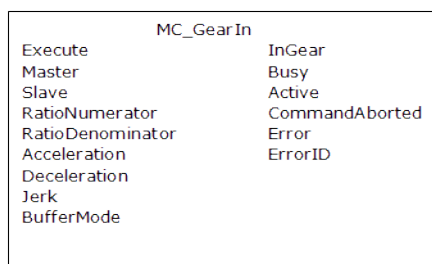 MC_GearIn
Execute InGear
Master Busy
Slave Active
RatioNumerator CommandAborted
RatioDenominator Error
Acceleration ErrorID
Deceleration
Jerk
BufferMode